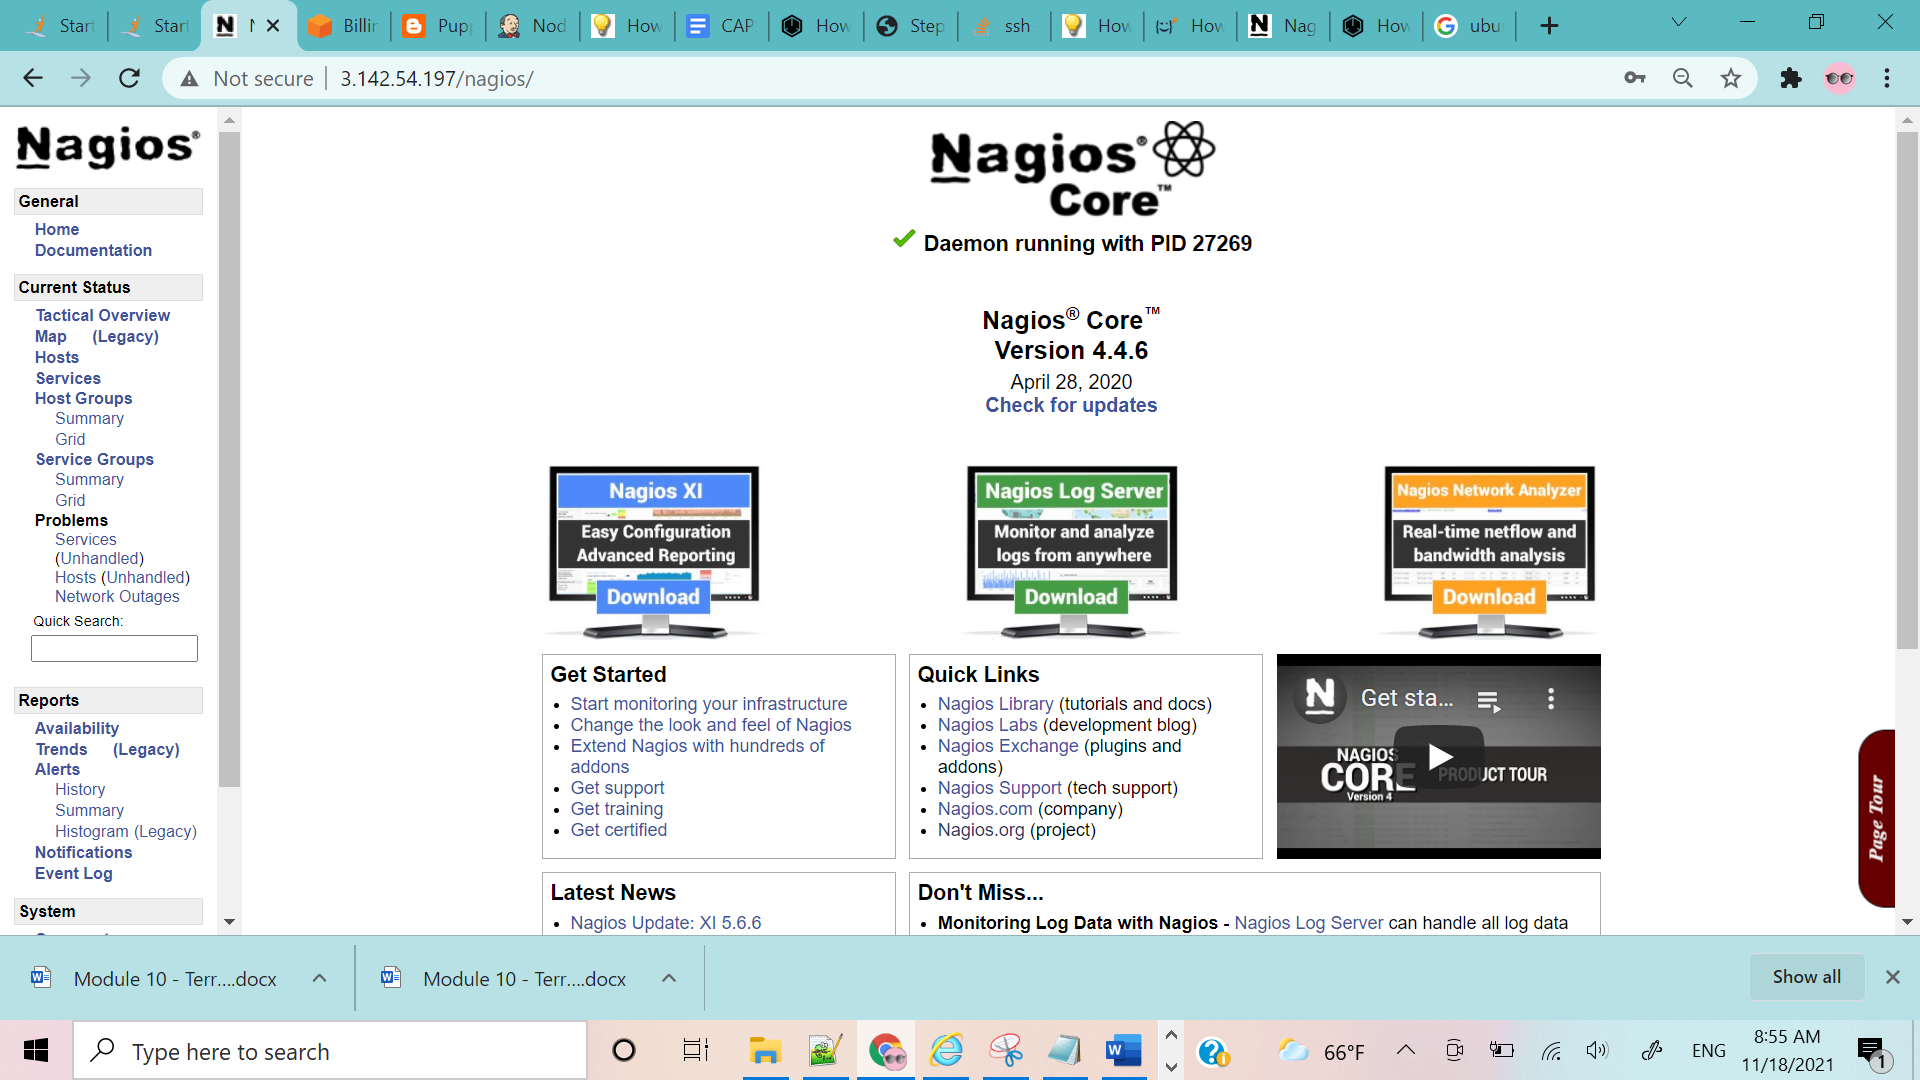 Start
Start
N
Billin
Pupp
Nod
How
CAP
How
Step
ssh
How
How
Nag
How
ubu
Not secure
3.142.54.197/nagios/
Nagios®
General
Home
Documentation
Current Status
Tactical Overview
Map (Legacy)
Hosts
Services
Host Groups
Summary
Grid
Service Groups
Summary
Grid
Problems
Services
(Unhandled)
Hosts (Unhandled)
Network Outages
Quick Search:
Reports
Availability
Trends (Legacy)
Alerts
History
Summary
Histogram (Legacy)
Notifications
Event Log
System
Nagios®
Core™
Daemon running with PID 27269
Nagios® Core™
Version 4.4.6
April 28, 2020
Check for updates
Nagios XI
Easy Configuration
Advanced Reporting
Download
Nagios Log Server
Monitor and analyze
logs from anywhere
Download
Nagios Network Analyzer
Real-time netflow and
bandwidth analysis
Download
Get Started
Start monitoring your infrastructure
Change the look and feel of Nagios
Extend Nagios with hundreds of
addons
Get support
Get training
Get certified
Quick Links
Nagios Library (tutorials and docs)
Nagios Labs (development blog)
Nagios Exchange (plugins and
addons)
Nagios Support (tech support)
Nagios.com (company)
Nagios.org (project)
N
Get sta...
NAGIOS
CORE PRODUCT TOUR
Version 4
Page Tour
Latest News
Nagios Update: XI 5.6.6
Don't Miss...
Monitoring Log Data with Nagios - Nagios Log Server can handle all log data
Module 10 - Terr....docx
Module 10 - Terr....docx
Show all
Type here to search
66°F
ENG
8:55 AM
11/18/2021
1